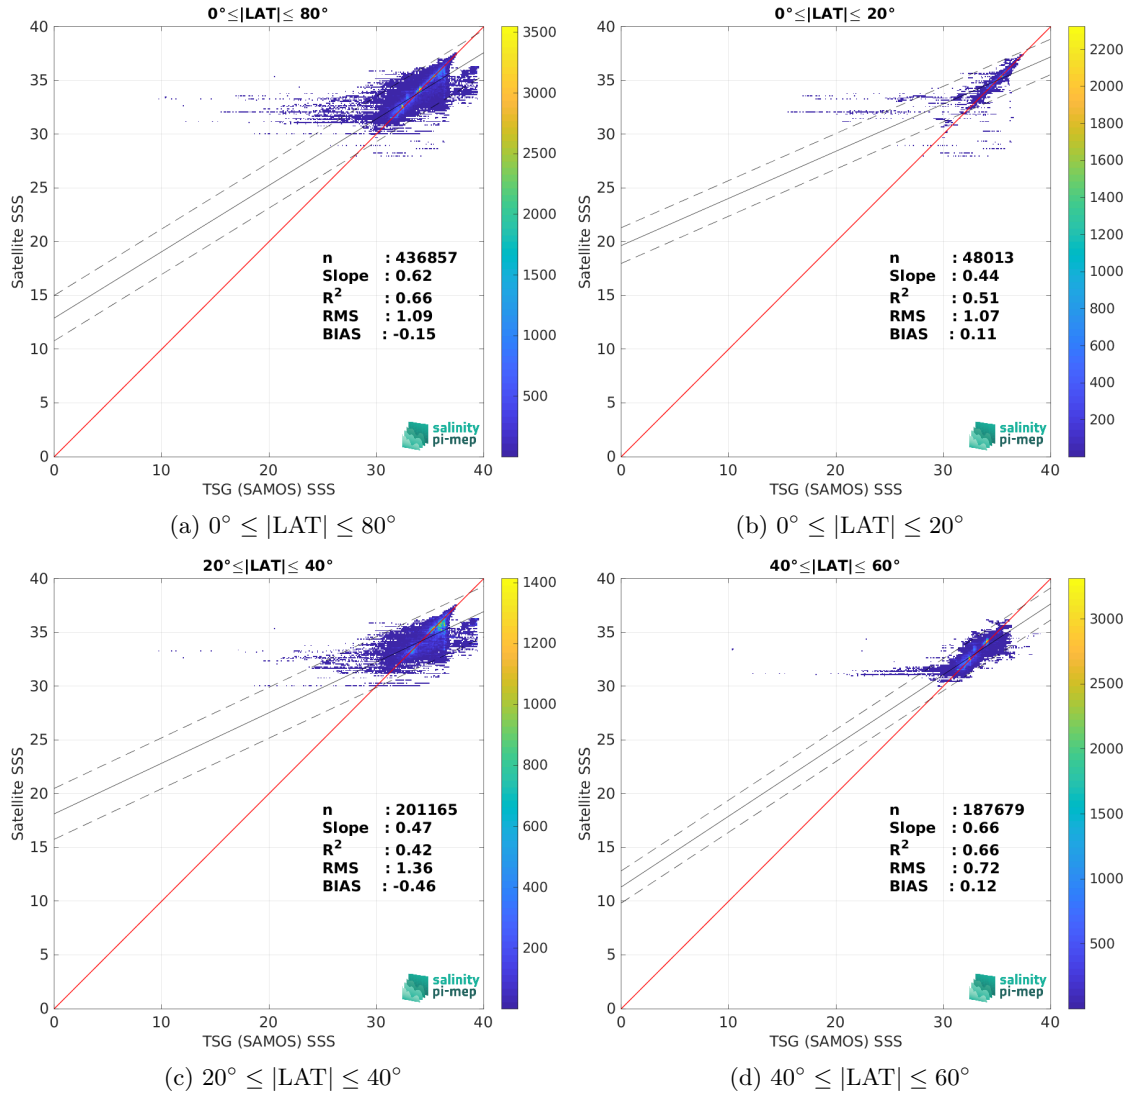 0°≤|LAT|≤ 80°
Satellite SSS
40
35
30
25
20
15
10
5
0
0 10 20 30 40
TSG (SAMOS) SSS
n : 436857
Slope : 0.62
R² : 0.66
RMS : 1.09
BIAS : -0.15
salinity
pi-mep
3500
3000
2500
2000
1500
1000
500
(a) 0° ≤ |LAT| ≤ 80°
0°≤|LAT|≤ 20°
Satellite SSS
40
35
30
25
20
15
10
5
0
0 10 20 30 40
TSG (SAMOS) SSS
n : 48013
Slope : 0.44
R² : 0.51
RMS : 1.07
BIAS : 0.11
salinity
pi-mep
2200
2000
1800
1600
1400
1200
1000
800
600
400
200
(b) 0° ≤ |LAT| ≤ 20°
20°≤|LAT|≤ 40°
Satellite SSS
40
35
30
25
20
15
10
5
0
0 10 20 30 40
TSG (SAMOS) SSS
n : 201165
Slope : 0.47
R² : 0.42
RMS : 1.36
BIAS : -0.46
salinity
pi-mep
1400
1200
1000
800
600
400
200
(c) 20° ≤ |LAT| ≤ 40°
40°≤|LAT|≤ 60°
Satellite SSS
40
35
30
25
20
15
10
5
0
0 10 20 30 40
TSG (SAMOS) SSS
n : 187679
Slope : 0.66
R² : 0.66
RMS : 0.72
BIAS : 0.12
salinity
pi-mep
3000
2500
2000
1500
1000
500
(d) 40° ≤ |LAT| ≤ 60°